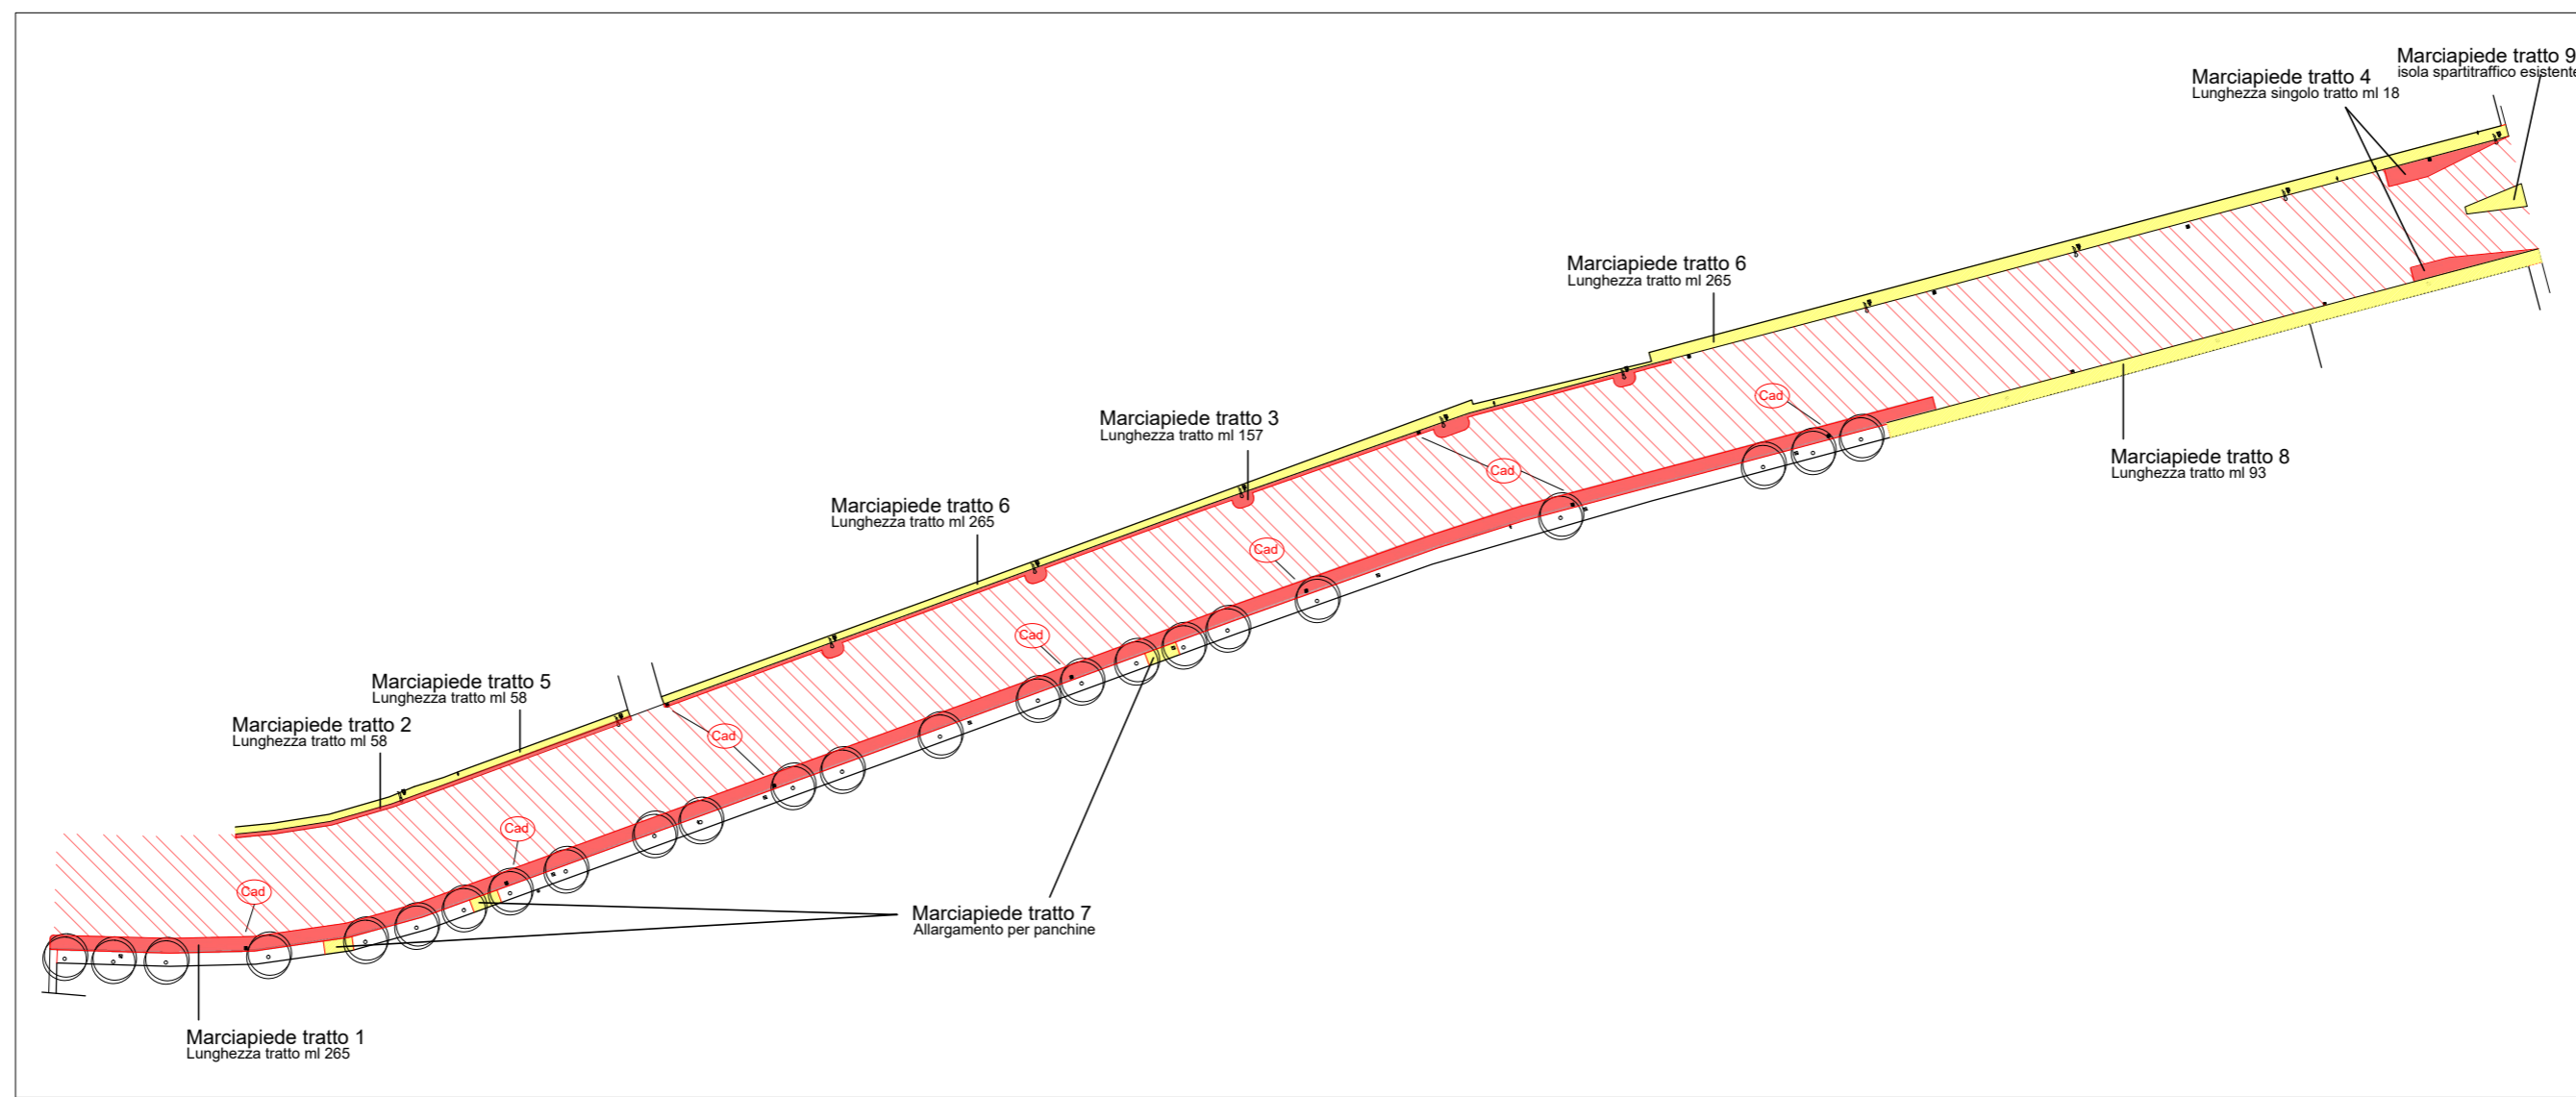 Marciapiede tratto 9
isola spartitraffico esistente
Marciapiede tratto 4
Lunghezza singolo tratto ml 18
Marciapiede tratto 6
Lunghezza tratto ml 265
Cad
Marciapiede tratto 3
Lunghezza tratto ml 157
Cad
Marciapiede tratto 8
Lunghezza tratto ml 93
Marciapiede tratto 6
Lunghezza tratto ml 265
Cad
Cad
Marciapiede tratto 5
Lunghezza tratto ml 58
Marciapiede tratto 2
Lunghezza tratto ml 58
Cad
Cad
Cad
Marciapiede tratto 7
Allargamento per panchine
Marciapiede tratto 1
Lunghezza tratto ml 265